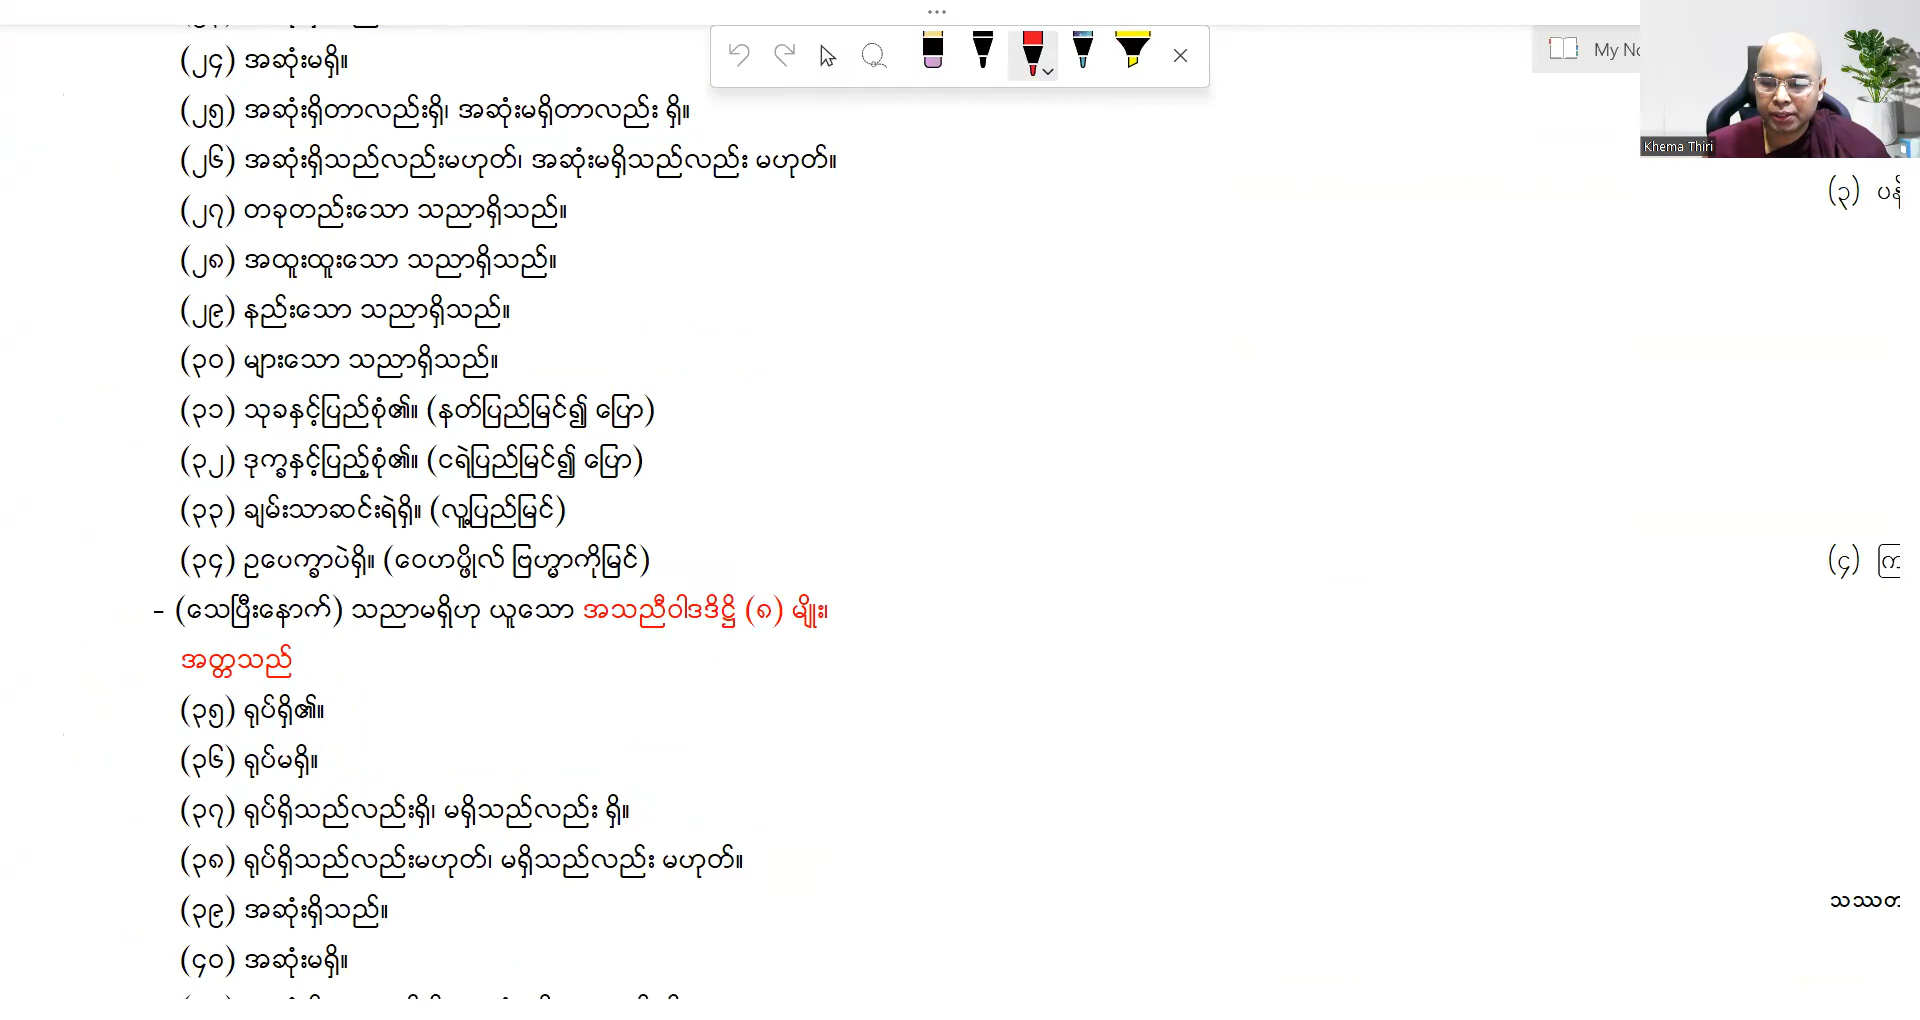 (၂၄) အဆုံးမရှိ။
(၂၅) အဆုံးရှိတာလည်းရှိ၊ အဆုံးမရှိတာလည်း ရှိ။
(၂၆) အဆုံးရှိသည်လည်းမဟုတ်၊ အဆုံးမရှိသည်လည်း မဟုတ်။
(၂၇) တခုတည်းသော သညာရှိသည်။
(၂၈) အထူးထူးသော သညာရှိသည်။
(၂၉) နည်းသော သညာရှိသည်။
(၃၀) များသော သညာရှိသည်။
(၃၁) သုခနှင့်ပြည်စုံ၏။ (နတ်ပြည်မြင်၍ ပြော)
(၃၂) ဒုက္ခနှင့်ပြည့်စုံ၏။ (ငရဲပြည်မြင်၍ ပြော)
(၃၃) ချမ်းသာဆင်းရဲရှိ။ (လူ့ပြည်မြင်)
(၃၄) ဥပေက္ခာပဲရှိ။ (ဝေဟပ္ဖိုလ် ဗြဟ္မာကိုမြင်)
- (သေပြီးနောက်) သညာမရှိဟု ယူသော အသညီဝါဒဒိဋ္ဌိ (၈) မျိုး၊
အတ္တသည်
(၃၅) ရုပ်ရှိ၏။
(၃၆) ရုပ်မရှိ။
(၃၇) ရုပ်ရှိသည်လည်းရှိ၊ မရှိသည်လည်း ရှိ။
(၃၈) ရုပ်ရှိသည်လည်းမဟုတ်၊ မရှိသည်လည်း မဟုတ်။
(၃၉) အဆုံးရှိသည်။
(၄၀) အဆုံးမရှိ။
My
Khema Thiri
(၃)
(၄)